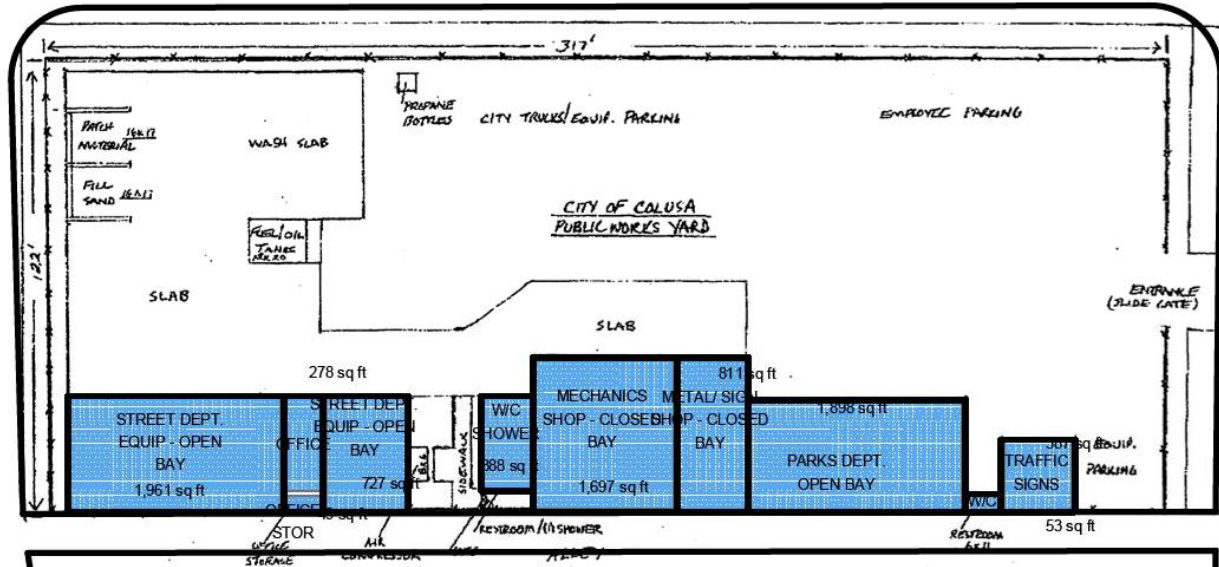 317'
122'
PROPANE
BOTTLES
CITY TRUCKS/EQUIP. PARKING
EMPLOYEE PARKING
PATCH
MATERIAL
16x17
WASH SLAB
FILL
SAND
CITY OF COLUSA
PUBLIC WORKS YARD
FUEL/OIL
TANKS
SLAB
ENTRANCE
(SLIDE GATE)
SLAB
278 sq ft
811 sq ft
STREET DEPT.
EQUIP - OPEN
BAY
1,961 sq ft
OFFICE
STREET DEPT.
EQUIP - OPEN
BAY
727 sq ft
SIDEWALK
W/C
SHOWER
MECHANICS
SHOP - CLOSED
BAY
1,697 sq ft
METAL/ SIGN
SHOP - CLOSED
BAY
1,898 sq ft
PARKS DEPT.
OPEN BAY
W/C
TRAFFIC
SIGNS
EQUIP.
PARKING
53 sq ft
STOR
OFFICE
STORAGE
AIR
COMPRESSOR
RESTROOM/W SHOWER
ALLEY
RESTROOM